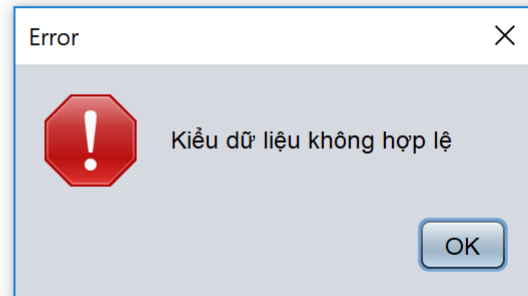 Error
Kiểu dữ liệu không hợp lệ
OK